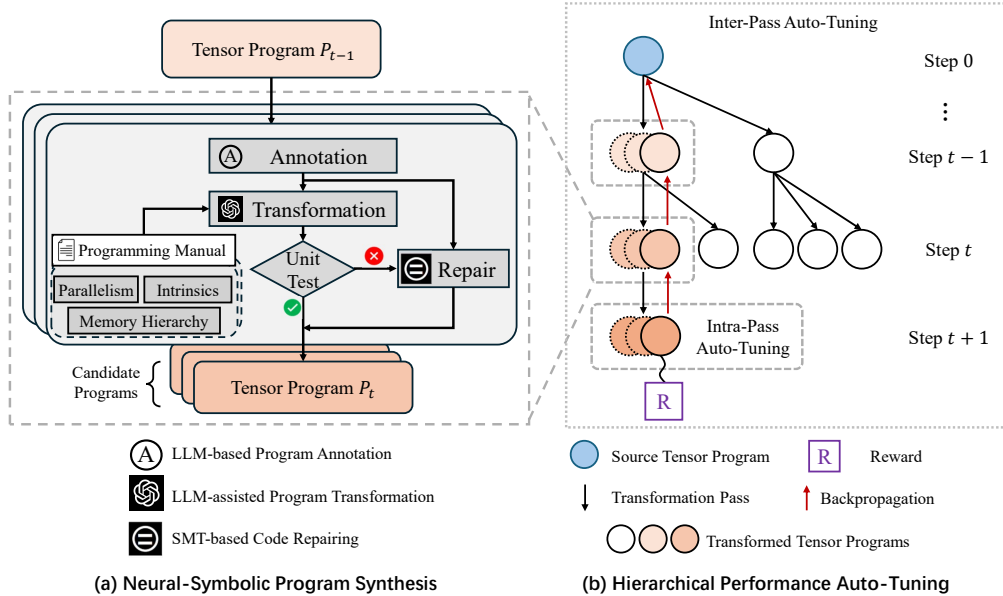 Tensor Program P_{t−1}
A Annotation
Transformation
Programming Manual
Parallelism
Intrinsics
Memory Hierarchy
Unit
Test
Repair
Candidate
Programs
Tensor Program P_t
A LLM-based Program Annotation
LLM-assisted Program Transformation
SMT-based Code Repairing
(a) Neural-Symbolic Program Synthesis
Inter-Pass Auto-Tuning
Step 0
⋮
Step t − 1
Step t
Step t + 1
Intra-Pass
Auto-Tuning
R
Source Tensor Program
R Reward
Transformation Pass
Backpropagation
Transformed Tensor Programs
(b) Hierarchical Performance Auto-Tuning